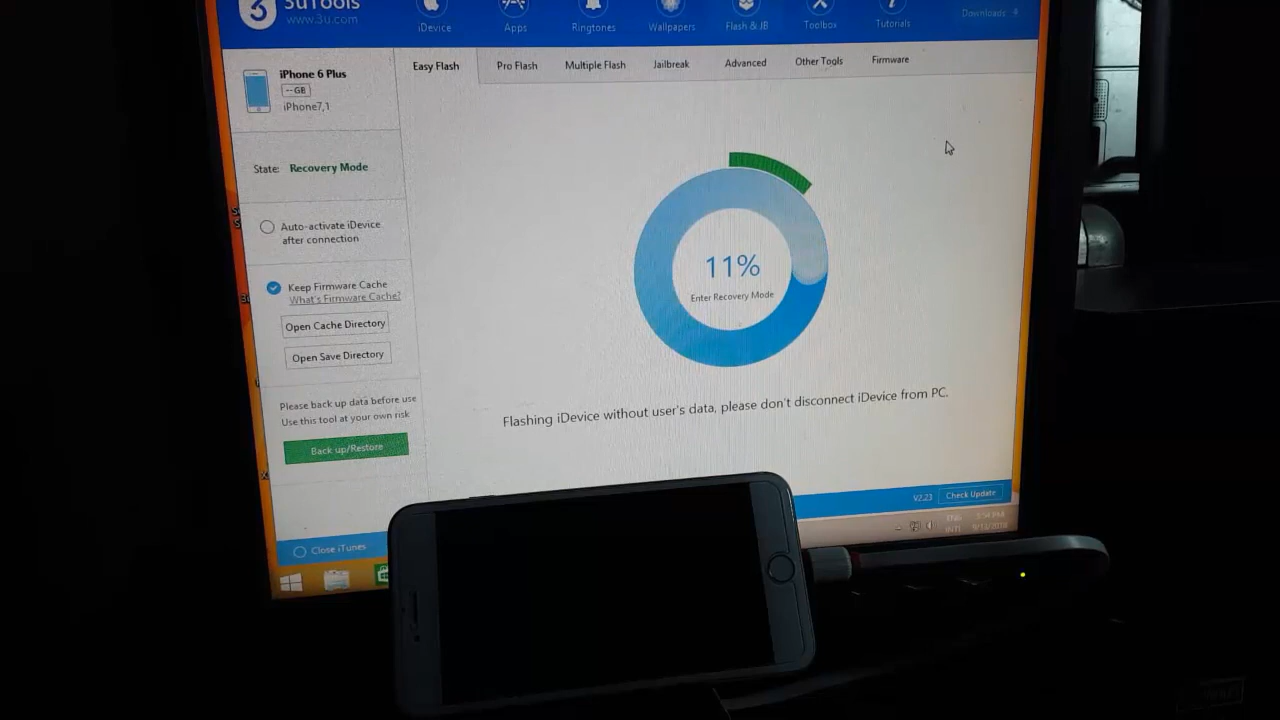 3uTools
www.3u.com
iDevice
Apps
Ringtones
Wallpapers
Flash & JB
Toolbox
Tutorials
Downloads
iPhone 6 Plus
-- GB
iPhone7,1
State: Recovery Mode
Auto-activate iDevice
after connection
Keep Firmware Cache
What's Firmware Cache?
Open Cache Directory
Open Save Directory
Please back up data before use
Use this tool at your own risk
Back up/Restore
Close iTunes
Easy Flash
Pro Flash
Multiple Flash
Jailbreak
Advanced
Other Tools
Firmware
11%
Enter Recovery Mode
Flashing iDevice without user's data, please don't disconnect iDevice from PC.
V2.23
Check Update
ENG
INTL